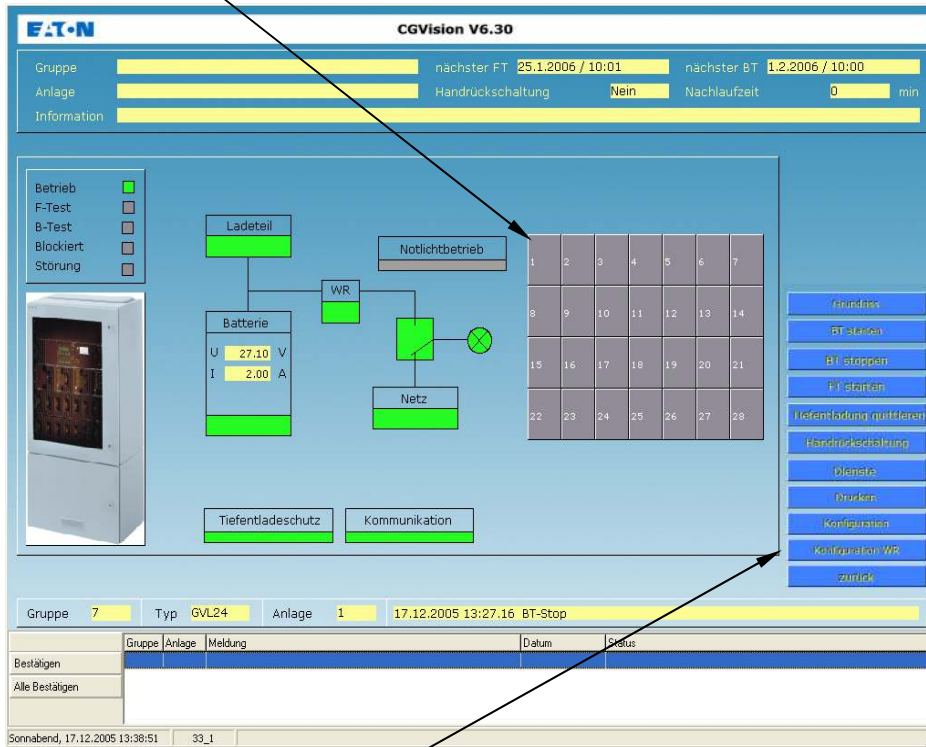 EATON CGVision V6.30
Gruppe nächster FT 25.1.2006 / 10:01 nächster BT 1.2.2006 / 10:00
Anlage Handrückschaltung Nein Nachlaufzeit 0 min
Information
Betrieb
F-Test
B-Test
Blockiert
Störung
Ladeteil
Notlichtbetrieb
WR
Batterie
U 27.10 V
I 2.00 A
Netz
1 2 3 4 5 6 7
8 9 10 11 12 13 14
15 16 17 18 19 20 21
22 23 24 25 26 27 28
Tiefentladeschutz Kommunikation
Grundriss
BT starten
BT stoppen
FT starten
Tiefentladung quittieren
Handrückschaltung
Dienste
Drucken
Konfiguration
Konfiguration WR
zurück
Gruppe 7 Typ GVL24 Anlage 1 17.12.2005 13:27.16 BT-Stop
Gruppe Anlage Meldung Datum Status
Bestätigen
Alle Bestätigen
Sonnabend, 17.12.2005 13:38:51 33_1